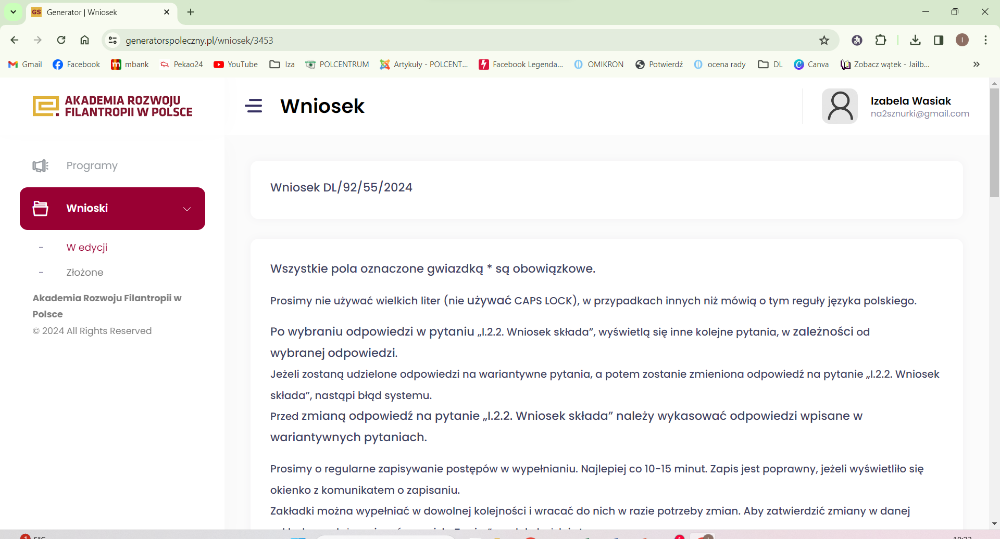 GS Generator | Wniosek
generatorspoleczny.pl/wniosek/3453
I
Gmail Facebook mbank Pekao24 YouTube Iza POLCENTRUM Artykuły - POLCENT... Facebook Legenda... OMIKRON Potwierdź ocena rady DL Canva Zobacz wątek - Jailb...
AKADEMIA ROZWOJU
FILANTROPII W POLSCE
Wniosek
Izabela Wasiak
na2sznurki@gmail.com
Programy
Wnioski
- W edycji
- Złożone
Akademia Rozwoju Filantropii w
Polsce
© 2024 All Rights Reserved
Wniosek DL/92/55/2024
Wszystkie pola oznaczone gwiazdką * są obowiązkowe.
Prosimy nie używać wielkich liter (nie używać CAPS LOCK), w przypadkach innych niż mówią o tym reguły języka polskiego.
Po wybraniu odpowiedzi w pytaniu „I.2.2. Wniosek składa”, wyświetlą się inne kolejne pytania, w zależności od
wybranej odpowiedzi.
Jeżeli zostaną udzielone odpowiedzi na wariantywne pytania, a potem zostanie zmieniona odpowiedź na pytanie „I.2.2. Wniosek
składa”, nastąpi błąd systemu.
Przed zmianą odpowiedź na pytanie „I.2.2. Wniosek składa” należy wykasować odpowiedzi wpisane w
wariantywnych pytaniach.
Prosimy o regularne zapisywanie postępów w wypełnianiu. Najlepiej co 10-15 minut. Zapis jest poprawny, jeżeli wyświetliło się
okienko z komunikatem o zapisaniu.
Zakładki można wypełniać w dowolnej kolejności i wracać do nich w razie potrzeby zmian. Aby zatwierdzić zmiany w danej